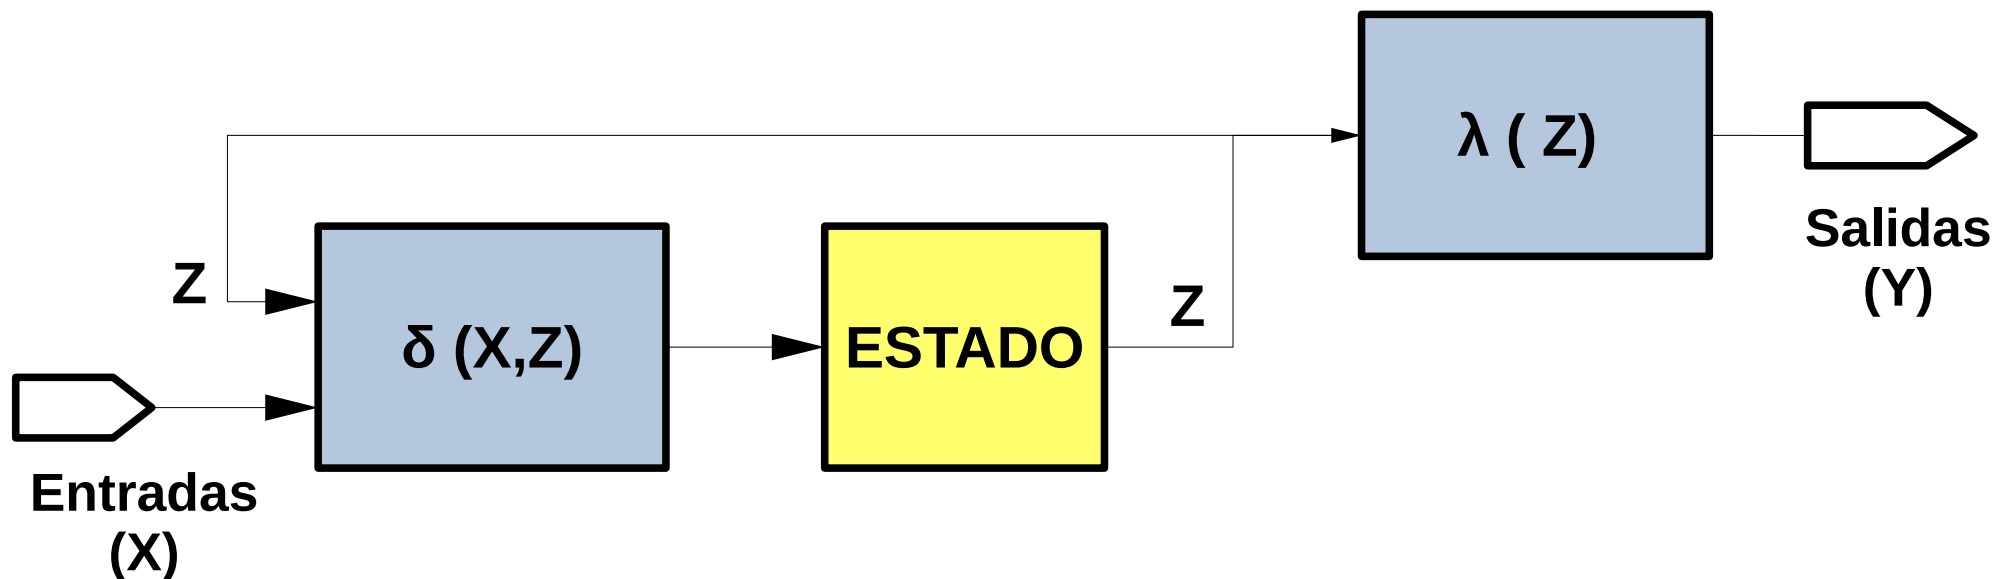 λ ( Z)
Salidas
(Y)
Z
Z
δ (X,Z)
ESTADO
Entradas
(X)